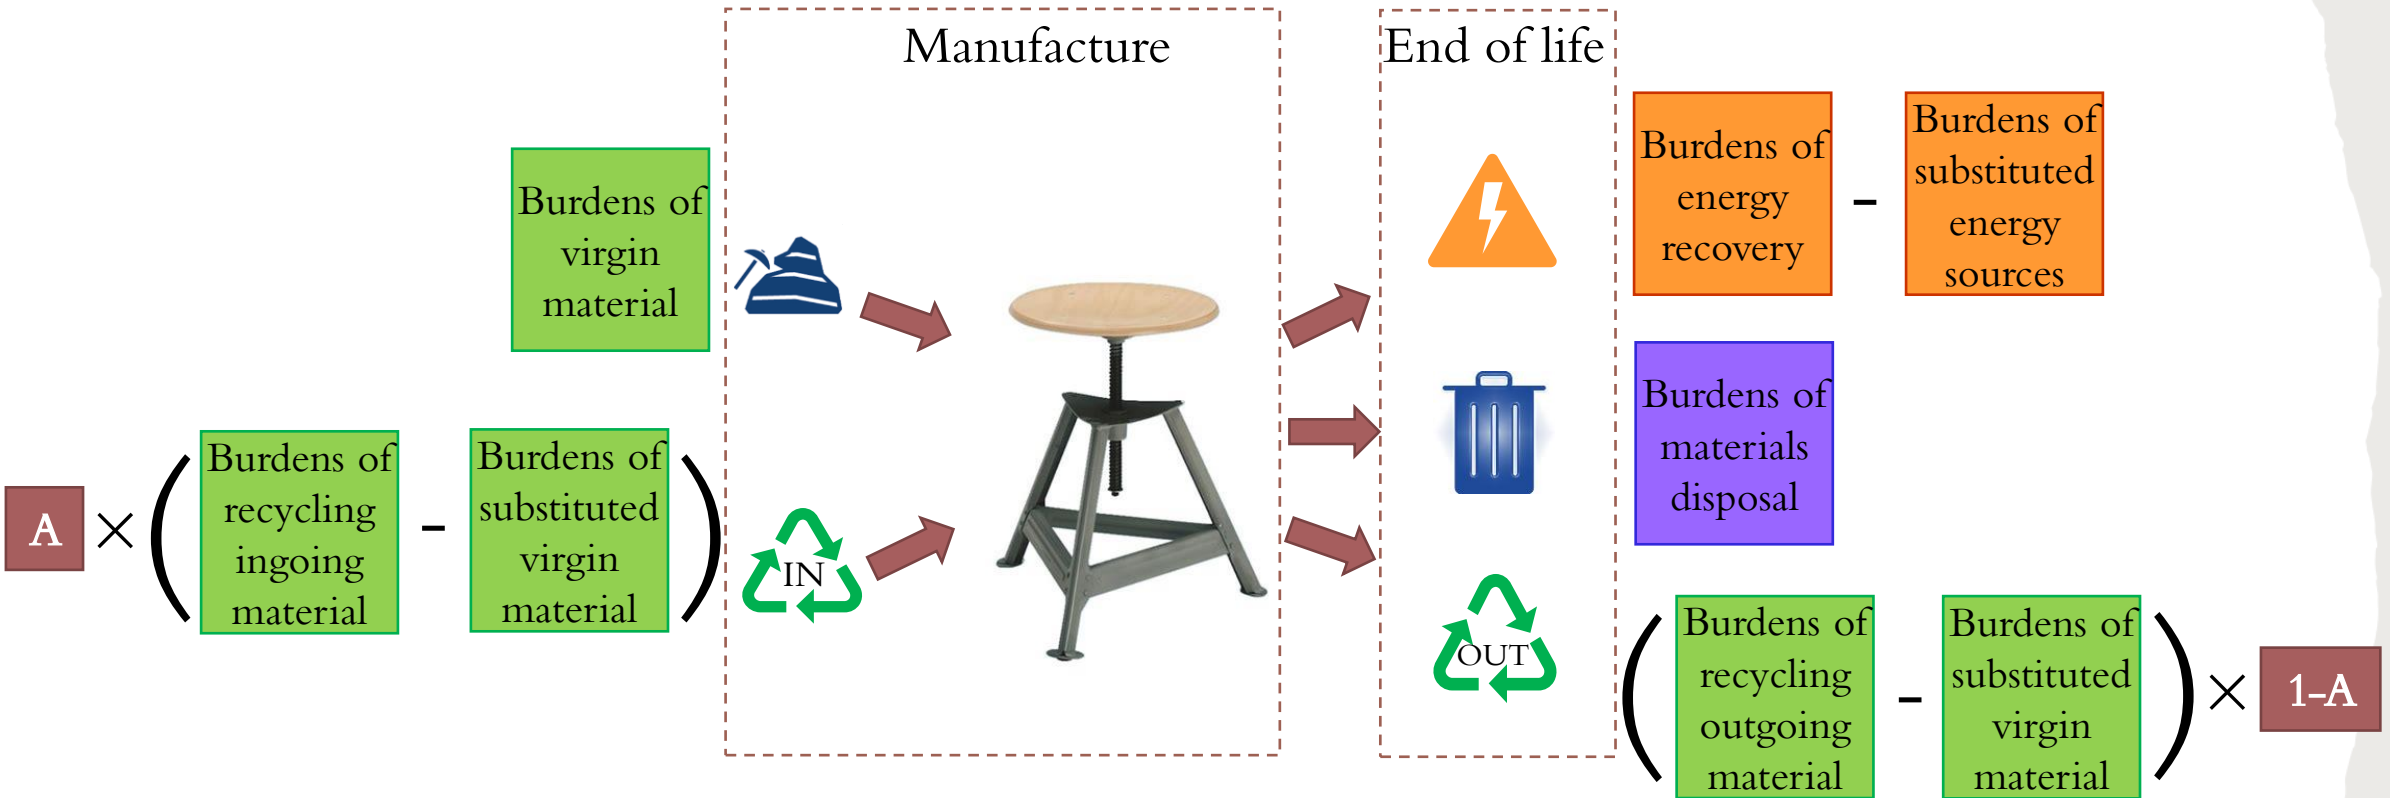 Manufacture
End of life
Burdens of
virgin
material
Burdens of
energy
recovery
-
Burdens of
substituted
energy
sources
Burdens of
materials
disposal
A
×
(
Burdens of
recycling
ingoing
material
-
Burdens of
substituted
virgin
material
)
IN
OUT
(
Burdens of
recycling
outgoing
material
-
Burdens of
substituted
virgin
material
)
×
1-A